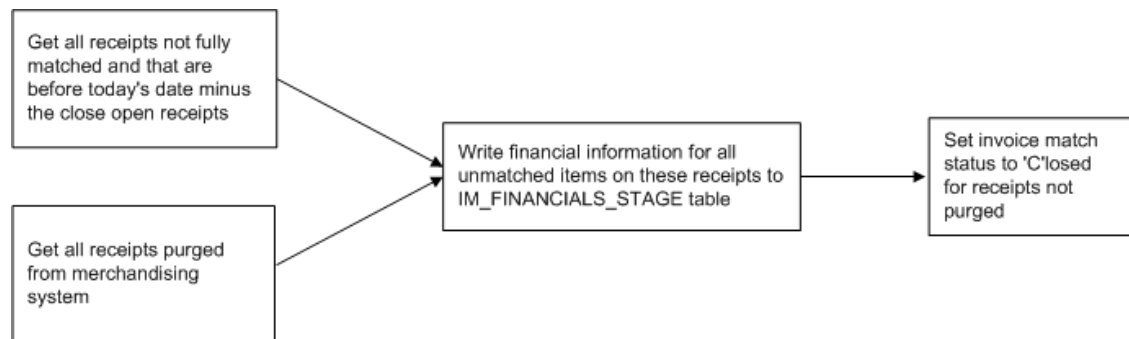 Get all receipts not fully
matched and that are
before today's date minus
the close open receipts
Get all receipts purged
from merchandising
system
Write financial information for all
unmatched items on these receipts to
IM_FINANCIALS_STAGE table
Set invoice match
status to 'C'losed
for receipts not
purged